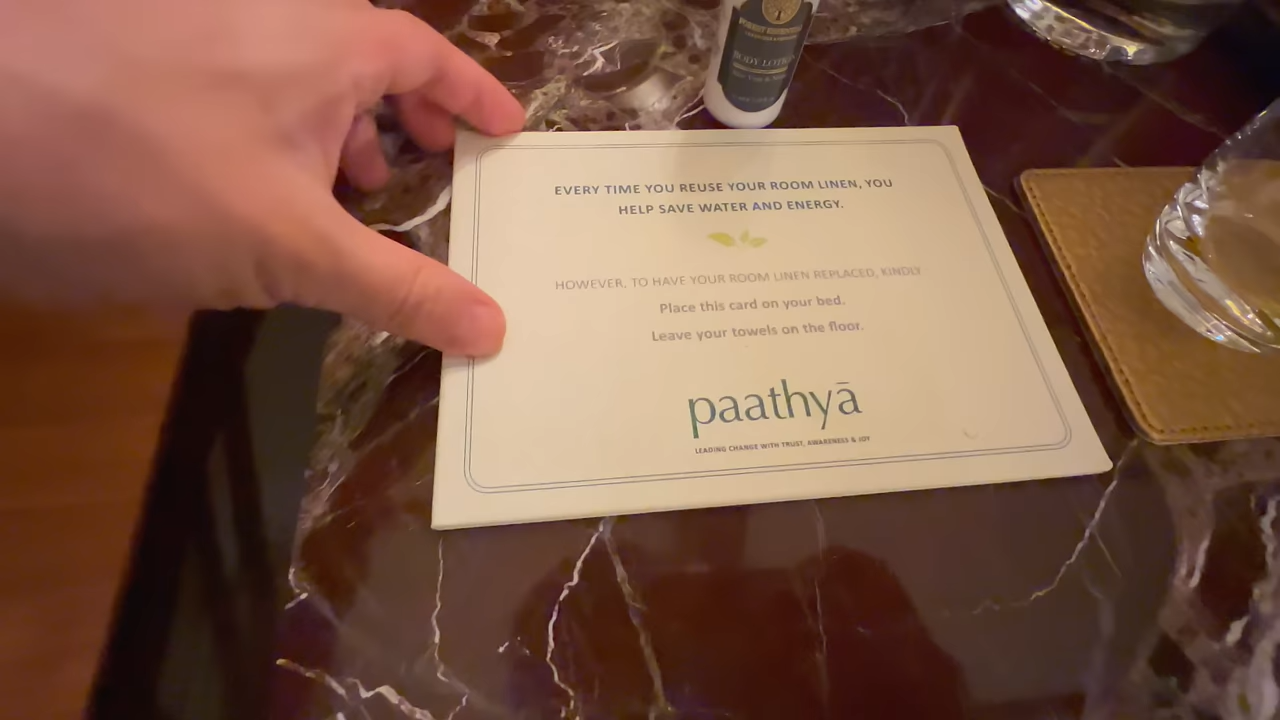 FOREST ESSENTIALS
BODY LOTION
EVERY TIME YOU REUSE YOUR ROOM LINEN, YOU
HELP SAVE WATER AND ENERGY.
HOWEVER, TO HAVE YOUR ROOM LINEN REPLACED, KINDLY
Place this card on your bed.
Leave your towels on the floor.
paathyā
LEADING CHANGE WITH TRUST, AWARENESS & JOY